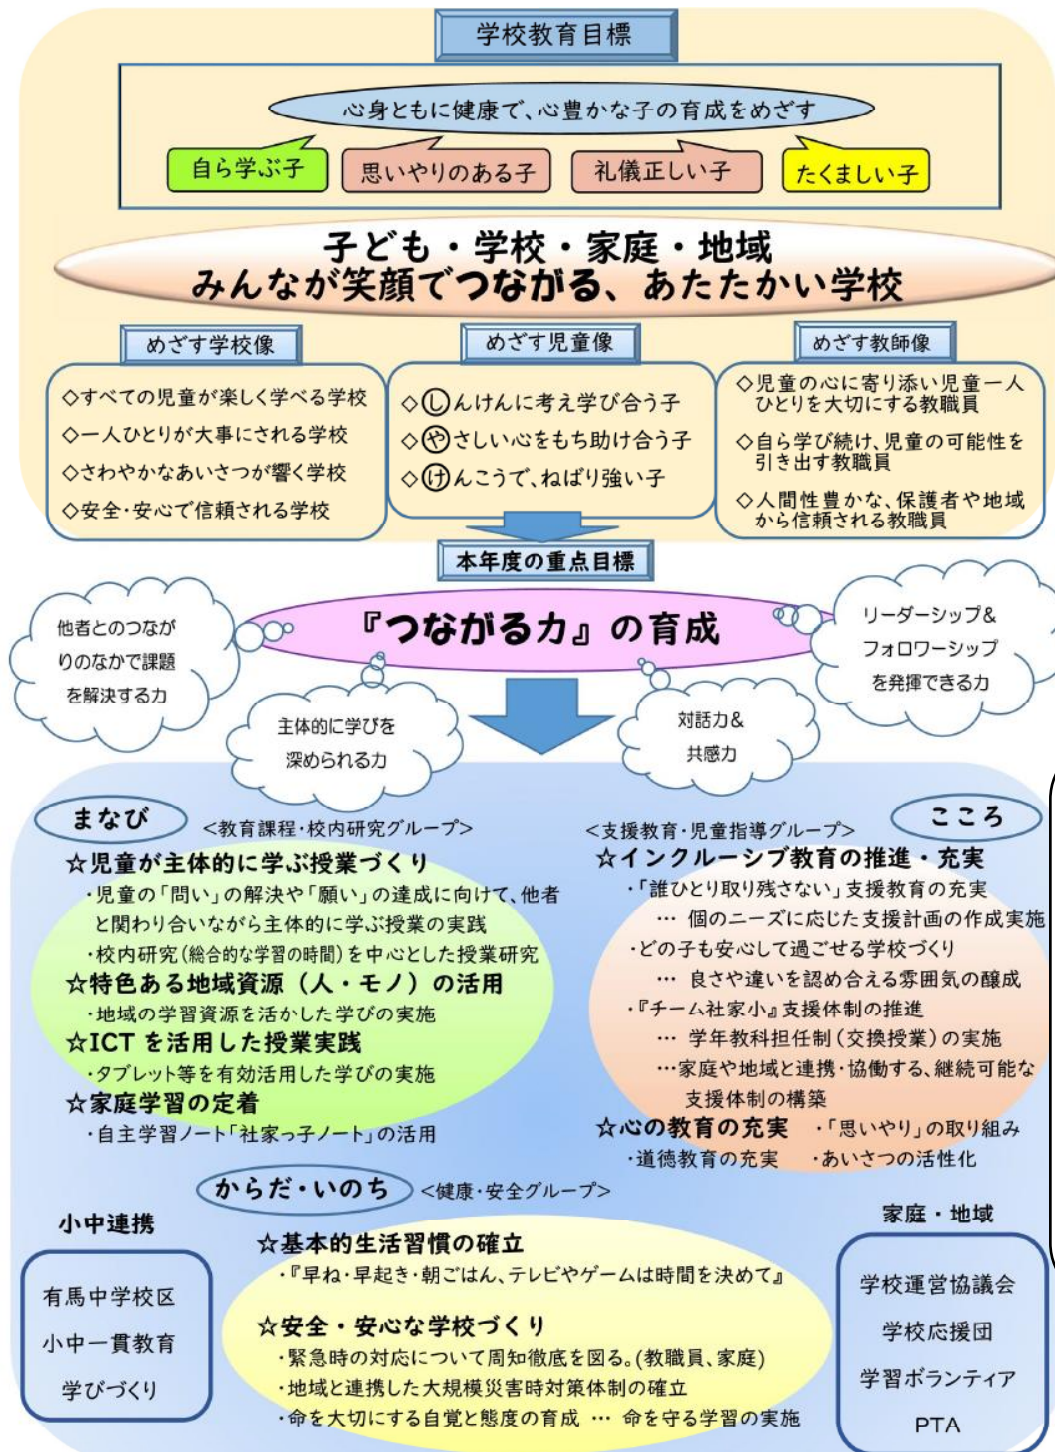 学校教育目標
心身ともに健康で、心豊かな子の育成をめざす
自ら学ぶ子
思いやりのある子
礼儀正しい子
たくましい子
子ども・学校・家庭・地域
みんなが笑顔でつながる、あたたかい学校
めざす学校像
◇すべての児童が楽しく学べる学校
◇一人ひとりが大事にされる学校
◇さわやかなあいさつが響く学校
◇安全・安心で信頼される学校
めざす児童像
◇しんけんに考え学び合う子
◇やさしい心をもち助け合う子
◇けんこうで、ねばり強い子
めざす教師像
◇児童の心に寄り添い児童一人
ひとりを大切にする教職員
◇自ら学び続け、児童の可能性を
引き出す教職員
◇人間性豊かな、保護者や地域
から信頼される教職員
本年度の重点目標
『つながる力』の育成
他者とのつなが
りのなかで課題
を解決する力
主体的に学びを
深められる力
対話力&
共感力
リーダーシップ&
フォロワーシップ
を発揮できる力
まなび
<教育課程・校内研究グループ>
☆児童が主体的に学ぶ授業づくり
・児童の「問い」の解決や「願い」の達成に向けて、他者
と関わり合いながら主体的に学ぶ授業の実践
・校内研究(総合的な学習の時間)を中心とした授業研究
☆特色ある地域資源(人・モノ)の活用
・地域の学習資源を活かした学びの実施
☆ICTを活用した授業実践
・タブレット等を有効活用した学びの実施
☆家庭学習の定着
・自主学習ノート「社家っ子ノート」の活用
こころ
<支援教育・児童指導グループ>
☆インクルーシブ教育の推進・充実
・「誰ひとり取り残さない」支援教育の充実
… 個のニーズに応じた支援計画の作成実施
・どの子も安心して過ごせる学校づくり
… 良さや違いを認め合える雰囲気の醸成
・『チーム社家小』支援体制の推進
… 学年教科担任制(交換授業)の実施
…家庭や地域と連携・協働する、継続可能な
支援体制の構築
☆心の教育の充実 ・「思いやり」の取り組み
・道徳教育の充実 ・あいさつの活性化
からだ・いのち
<健康・安全グループ>
☆基本的生活習慣の確立
・『早ね・早起き・朝ごはん、テレビやゲームは時間を決めて』
☆安全・安心な学校づくり
・緊急時の対応について周知徹底を図る。(教職員、家庭)
・地域と連携した大規模災害時対策体制の確立
・命を大切にする自覚と態度の育成 … 命を守る学習の実施
小中連携
有馬中学校区
小中一貫教育
学びづくり
家庭・地域
学校運営協議会
学校応援団
学習ボランティア
PTA